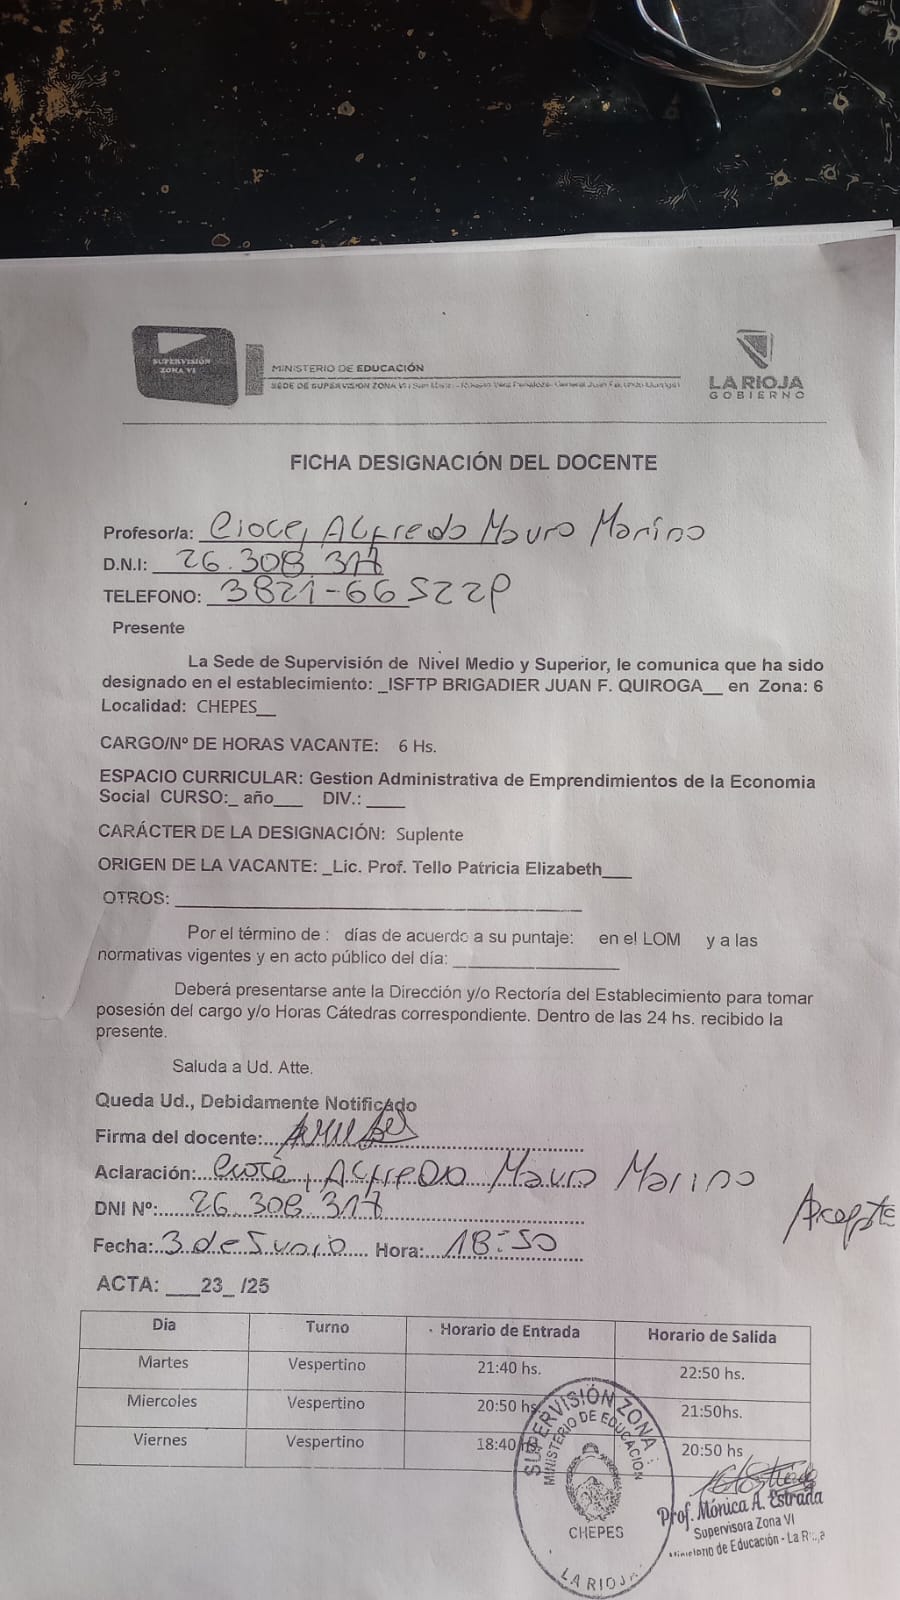 SUPERVISIÓN
ZONA VI
MINISTERIO DE EDUCACIÓN
SEDE DE SUPERVISION ZONA VI
LA RIOJA
GOBIERNO
FICHA DESIGNACIÓN DEL DOCENTE
Profesor/a: Cioce, Alfredo Mauro Marino
D.N.I: 26.308 317
TELEFONO: 3821-66522
Presente
La Sede de Supervisión de Nivel Medio y Superior, le comunica que ha sido
designado en el establecimiento: _ISFTP BRIGADIER JUAN F. QUIROGA__ en Zona: 6
Localidad: CHEPES__
CARGO/Nº DE HORAS VACANTE: 6 Hs.
ESPACIO CURRICULAR: Gestion Administrativa de Emprendimientos de la Economia
Social CURSO:_ año___ DIV.: ____
CARÁCTER DE LA DESIGNACIÓN: Suplente
ORIGEN DE LA VACANTE: _Lic. Prof. Tello Patricia Elizabeth___
OTROS: ____
Por el término de : días de acuerdo a su puntaje: en el LOM y a las
normativas vigentes y en acto público del día: ____
Deberá presentarse ante la Dirección y/o Rectoría del Establecimiento para tomar
posesión del cargo y/o Horas Cátedras correspondiente. Dentro de las 24 hs. recibido la
presente.
Saluda a Ud. Atte.
Queda Ud., Debidamente Notificado
Firma del docente:
Aclaración: Cioce, Alfredo Mauro Marino
DNI Nº: 26.308.317
Fecha: 3 de Junio Hora: 18:50
Acepte
ACTA: ___23_ /25
Dia Turno Horario de Entrada Horario de Salida
Martes Vespertino 21:40 hs. 22:50 hs.
Miercoles Vespertino 20:50 hs 21:50hs.
Viernes Vespertino 18:40 20:50 hs
SUPERVISIÓN ZONA
MINISTERIO DE EDUCACIÓN
CHEPES
LA RIOJA
Prof. Mónica A. Estrada
Supervisora Zona VI
Ministerio de Educación - La Rioja